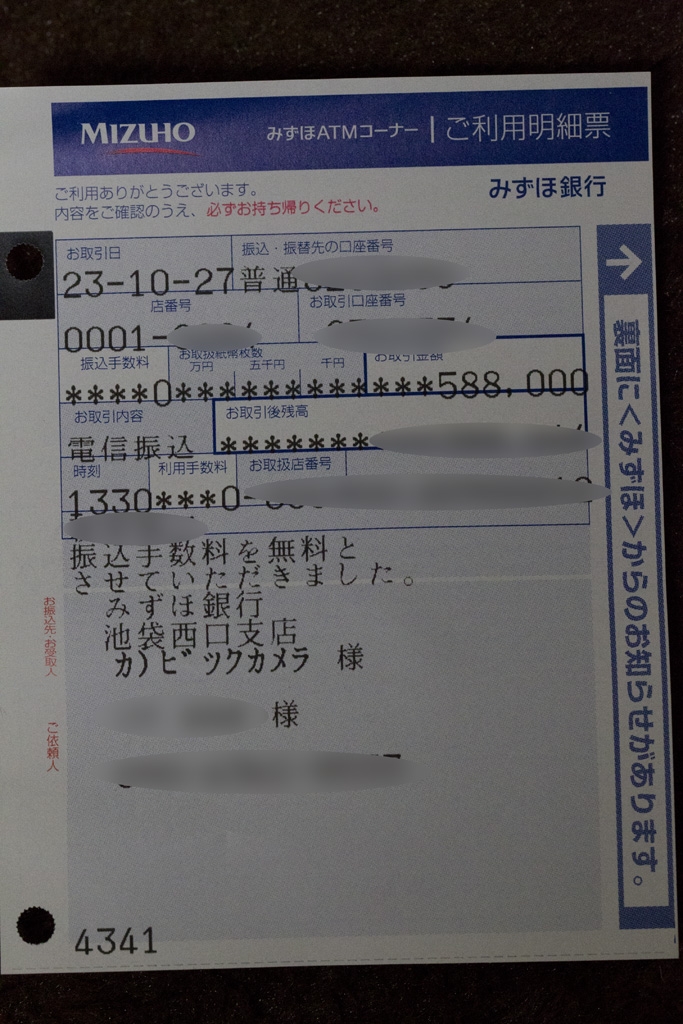 MIZUHO みずほATMコーナー | ご利用明細票
ご利用ありがとうございます。
内容をご確認のうえ、必ずお持ち帰りください。
みずほ銀行
お取引日 振込・振替先の口座番号
23-10-27 普通
店番号 お取引口座番号
0001-
振込手数料 お取扱紙幣枚数 万円 五千円 千円 お取引金額
****0*****************588,000
お取引内容 お取引後残高
電信振込 *******
時刻 利用手数料 お取扱店番号
1330***0-
振込手数料を無料と
させていただきました。
みずほ銀行
池袋西口支店
お振込先・お受取人
カ)ビックカメラ 様
ご依頼人
様
4341
→ 裏面に<みずほ>からのお知らせがあります。